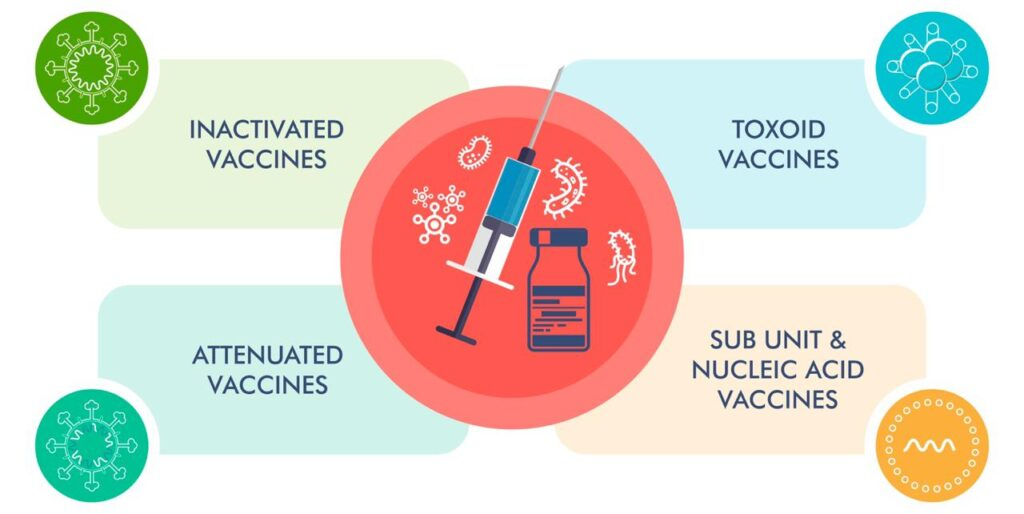 INACTIVATED
VACCINES
TOXOID
VACCINES
ATTENUATED
VACCINES
SUB UNIT &
NUCLEIC ACID
VACCINES